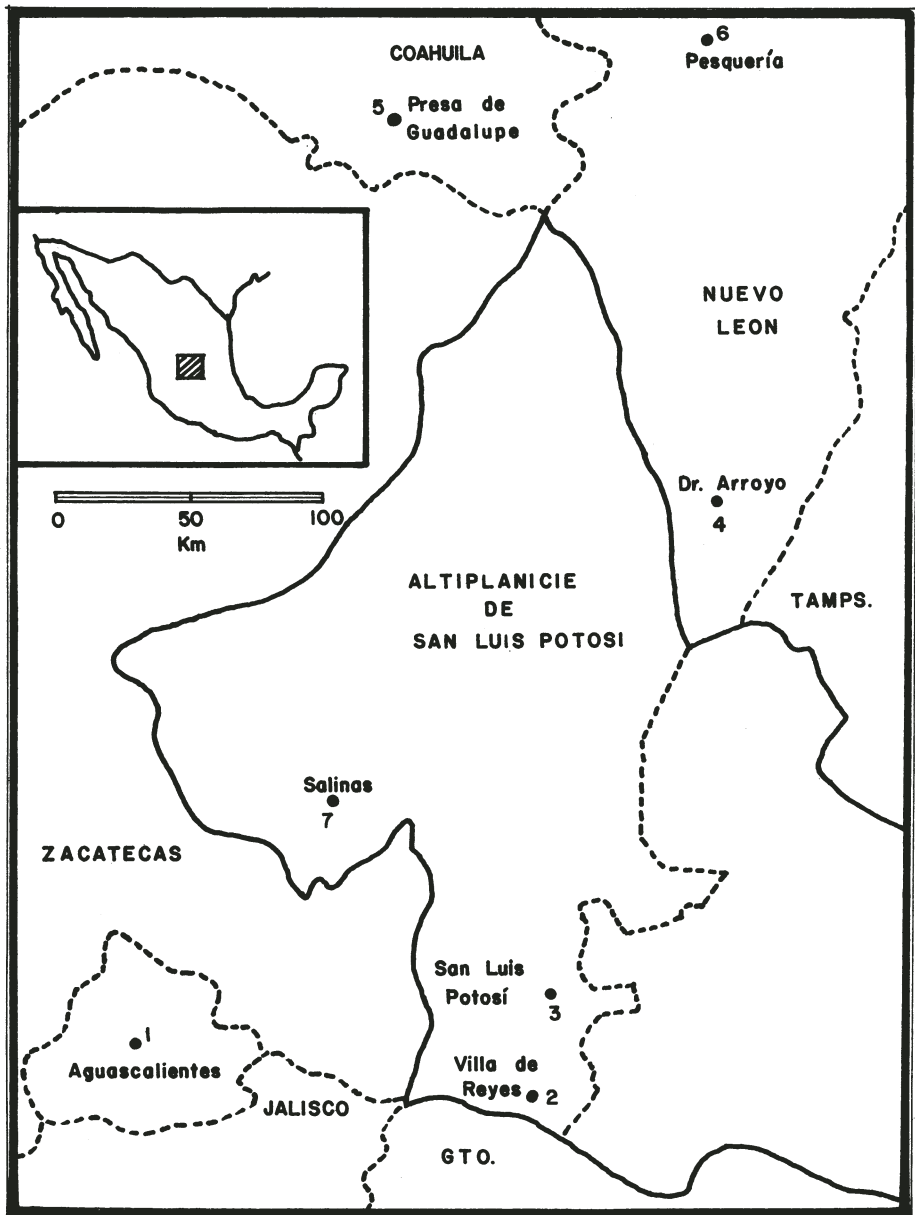 COAHUILA
6
Pesquería
5 Presa de
Guadalupe
NUEVO
LEON
0 50 100
Km
Dr. Arroyo
4
ALTIPLANICIE
DE
SAN LUIS POTOSI
TAMPS.
Salinas
7
ZACATECAS
San Luis
Potosí
3
1
Aguascalientes
Villa de
Reyes 2
JALISCO
GTO.